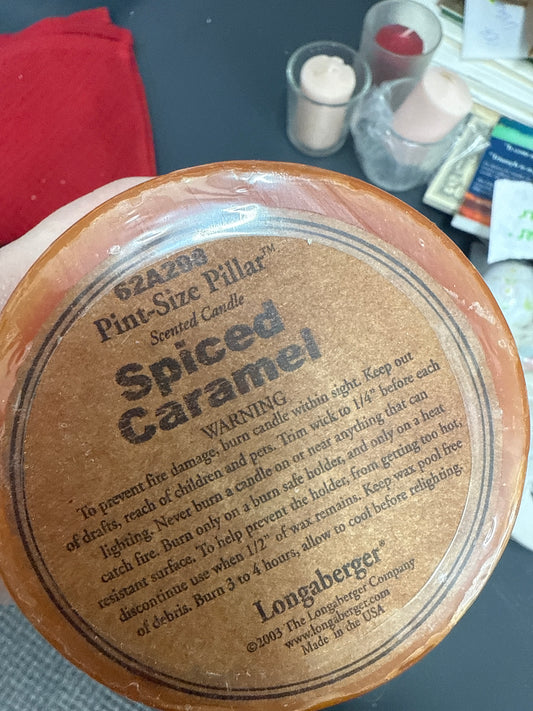 62A298
Pint-Size Pillar™
Scented Candle
Spiced
Caramel
WARNING
To prevent fire damage, burn candle within sight. Keep out
of drafts, reach of children and pets. Trim wick to 1/4" before each
lighting. Never burn a candle on or near anything that can
catch fire. Burn only on a burn safe holder, and only on a heat
resistant surface. To help prevent the holder, from getting too hot,
discontinue use when 1/2" of wax remains. Keep wax pool free
of debris. Burn 3 to 4 hours, allow to cool before relighting.
Longaberger®
©2003 The Longaberger Company
www.longaberger.com
Made in the USA